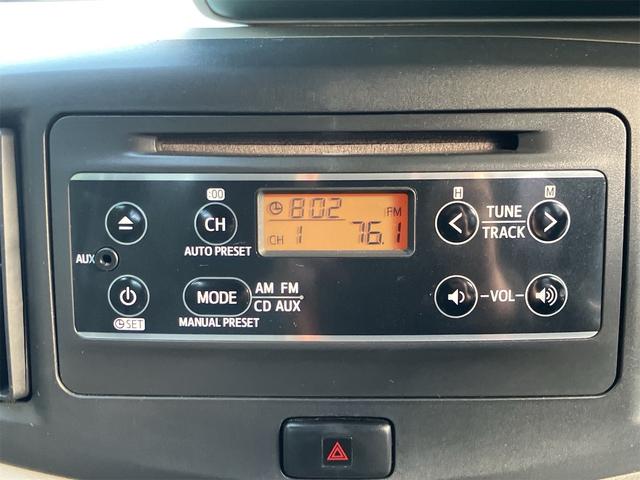 :00
H
M
CH
8:02
FM
TUNE
AUTO PRESET
CH 1 76.1
TRACK
AUX
MODE
AM FM
CD AUX
VOL
SET
MANUAL PRESET